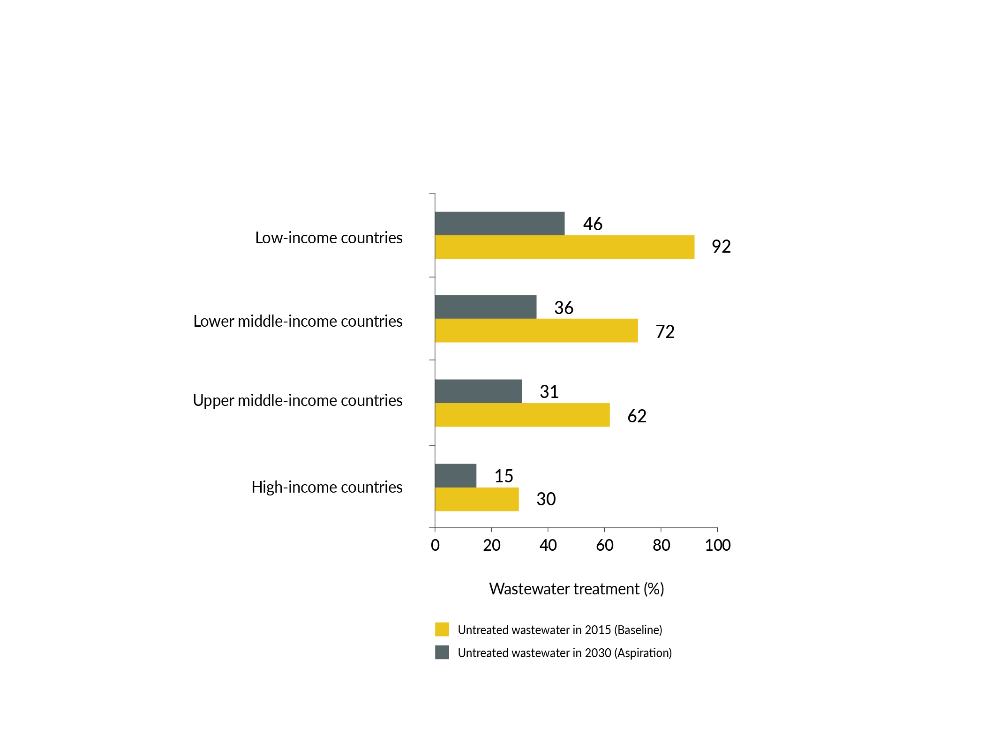 Low-income countries
46
92
Lower middle-income countries
36
72
Upper middle-income countries
31
62
High-income countries
15
30
0 20 40 60 80 100
Wastewater treatment (%)
Untreated wastewater in 2015 (Baseline)
Untreated wastewater in 2030 (Aspiration)